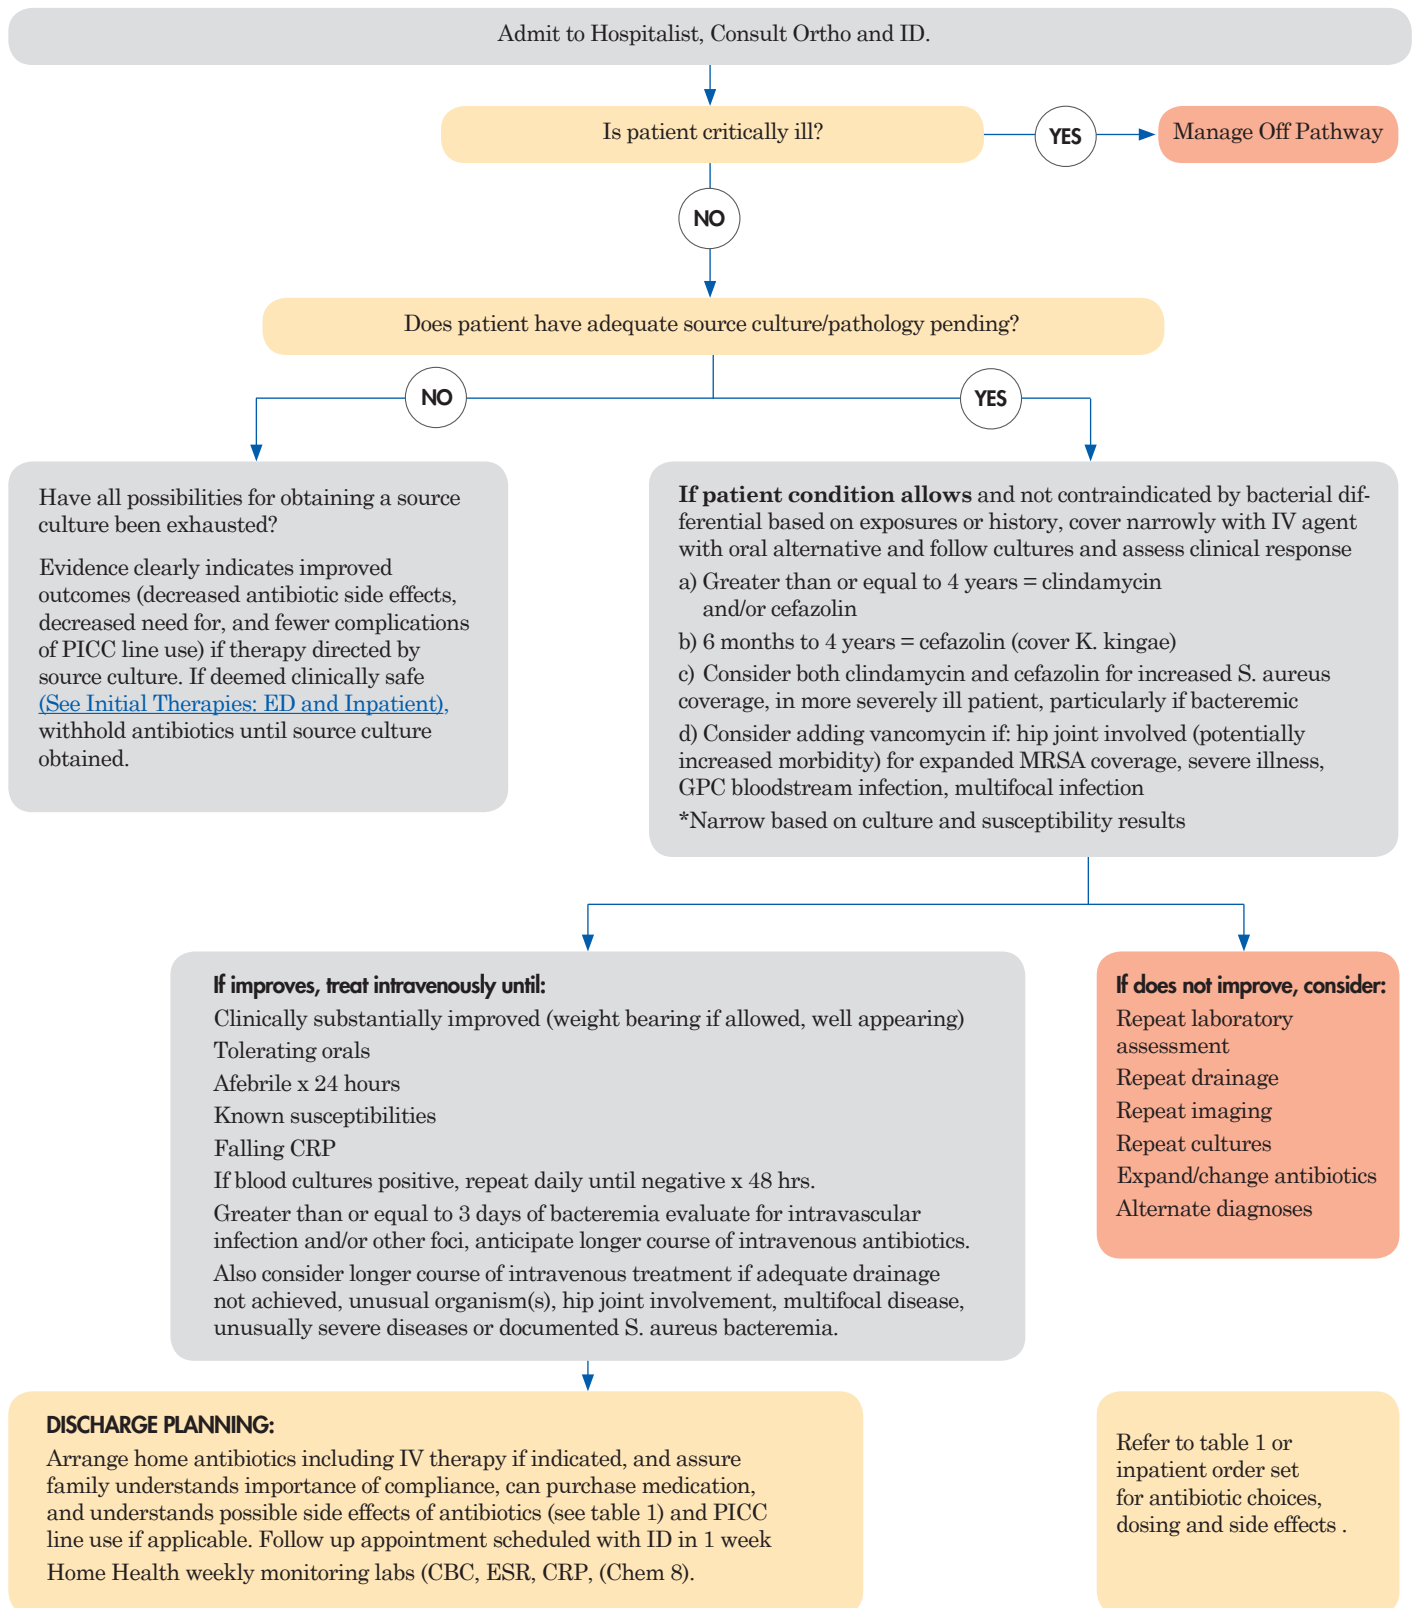 Admit to Hospitalist, Consult Ortho and ID.
Is patient critically ill?
YES
Manage Off Pathway
NO
Does patient have adequate source culture/pathology pending?
NO
YES
Have all possibilities for obtaining a source
culture been exhausted?
Evidence clearly indicates improved
outcomes (decreased antibiotic side effects,
decreased need for, and fewer complications
of PICC line use) if therapy directed by
source culture. If deemed clinically safe
(See Initial Therapies: ED and Inpatient),
withhold antibiotics until source culture
obtained.
If patient condition allows and not contraindicated by bacterial dif-
ferential based on exposures or history, cover narrowly with IV agent
with oral alternative and follow cultures and assess clinical response
a) Greater than or equal to 4 years = clindamycin
and/or cefazolin
b) 6 months to 4 years = cefazolin (cover K. kingae)
c) Consider both clindamycin and cefazolin for increased S. aureus
coverage, in more severely ill patient, particularly if bacteremic
d) Consider adding vancomycin if: hip joint involved (potentially
increased morbidity) for expanded MRSA coverage, severe illness,
GPC bloodstream infection, multifocal infection
*Narrow based on culture and susceptibility results
If improves, treat intravenously until:
Clinically substantially improved (weight bearing if allowed, well appearing)
Tolerating orals
Afebrile x 24 hours
Known susceptibilities
Falling CRP
If blood cultures positive, repeat daily until negative x 48 hrs.
Greater than or equal to 3 days of bacteremia evaluate for intravascular
infection and/or other foci, anticipate longer course of intravenous antibiotics.
Also consider longer course of intravenous treatment if adequate drainage
not achieved, unusual organism(s), hip joint involvement, multifocal disease,
unusually severe diseases or documented S. aureus bacteremia.
If does not improve, consider:
Repeat laboratory
assessment
Repeat drainage
Repeat imaging
Repeat cultures
Expand/change antibiotics
Alternate diagnoses
DISCHARGE PLANNING:
Arrange home antibiotics including IV therapy if indicated, and assure
family understands importance of compliance, can purchase medication,
and understands possible side effects of antibiotics (see table 1) and PICC
line use if applicable. Follow up appointment scheduled with ID in 1 week
Home Health weekly monitoring labs (CBC, ESR, CRP, (Chem 8).
Refer to table 1 or
inpatient order set
for antibiotic choices,
dosing and side effects .